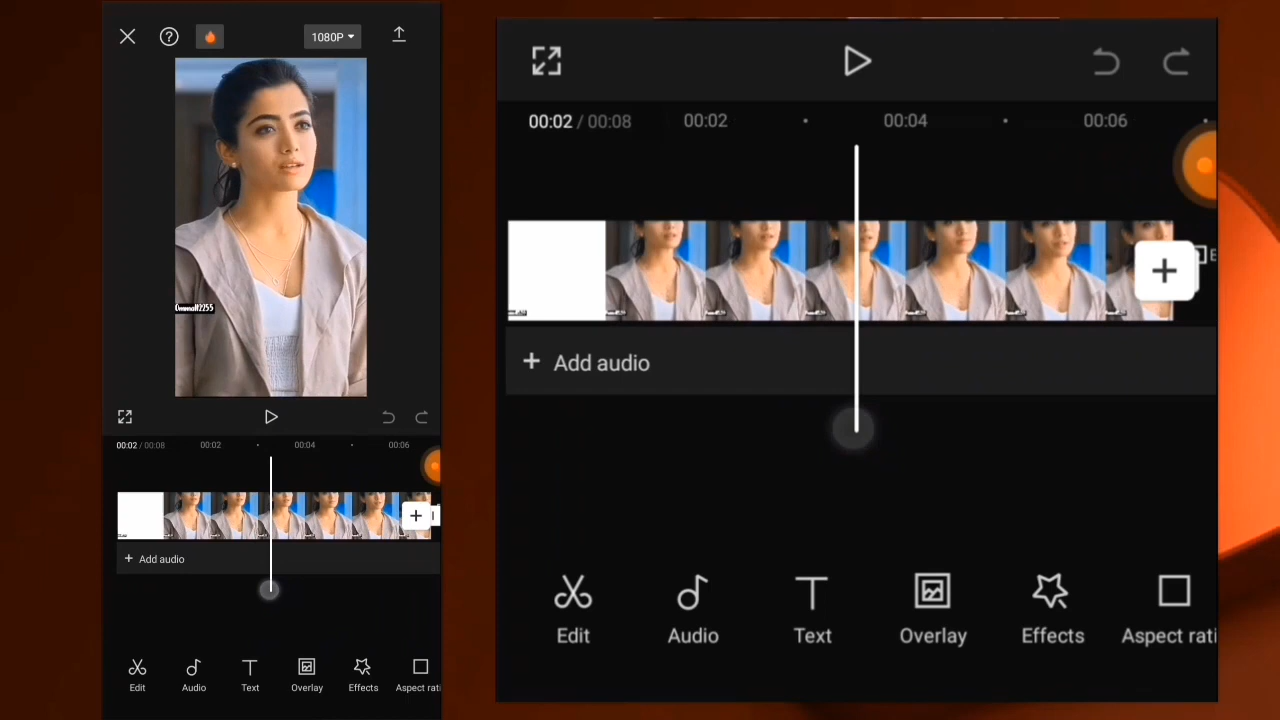 1080P
0mmalf2255
00:02 / 00:08 00:02 00:04 00:06
Add audio
Edit Audio Text Overlay Effects Aspect rati
00:02 / 00:08 00:02 00:04 00:06
E
Add audio
Edit Audio Text Overlay Effects Aspect rati